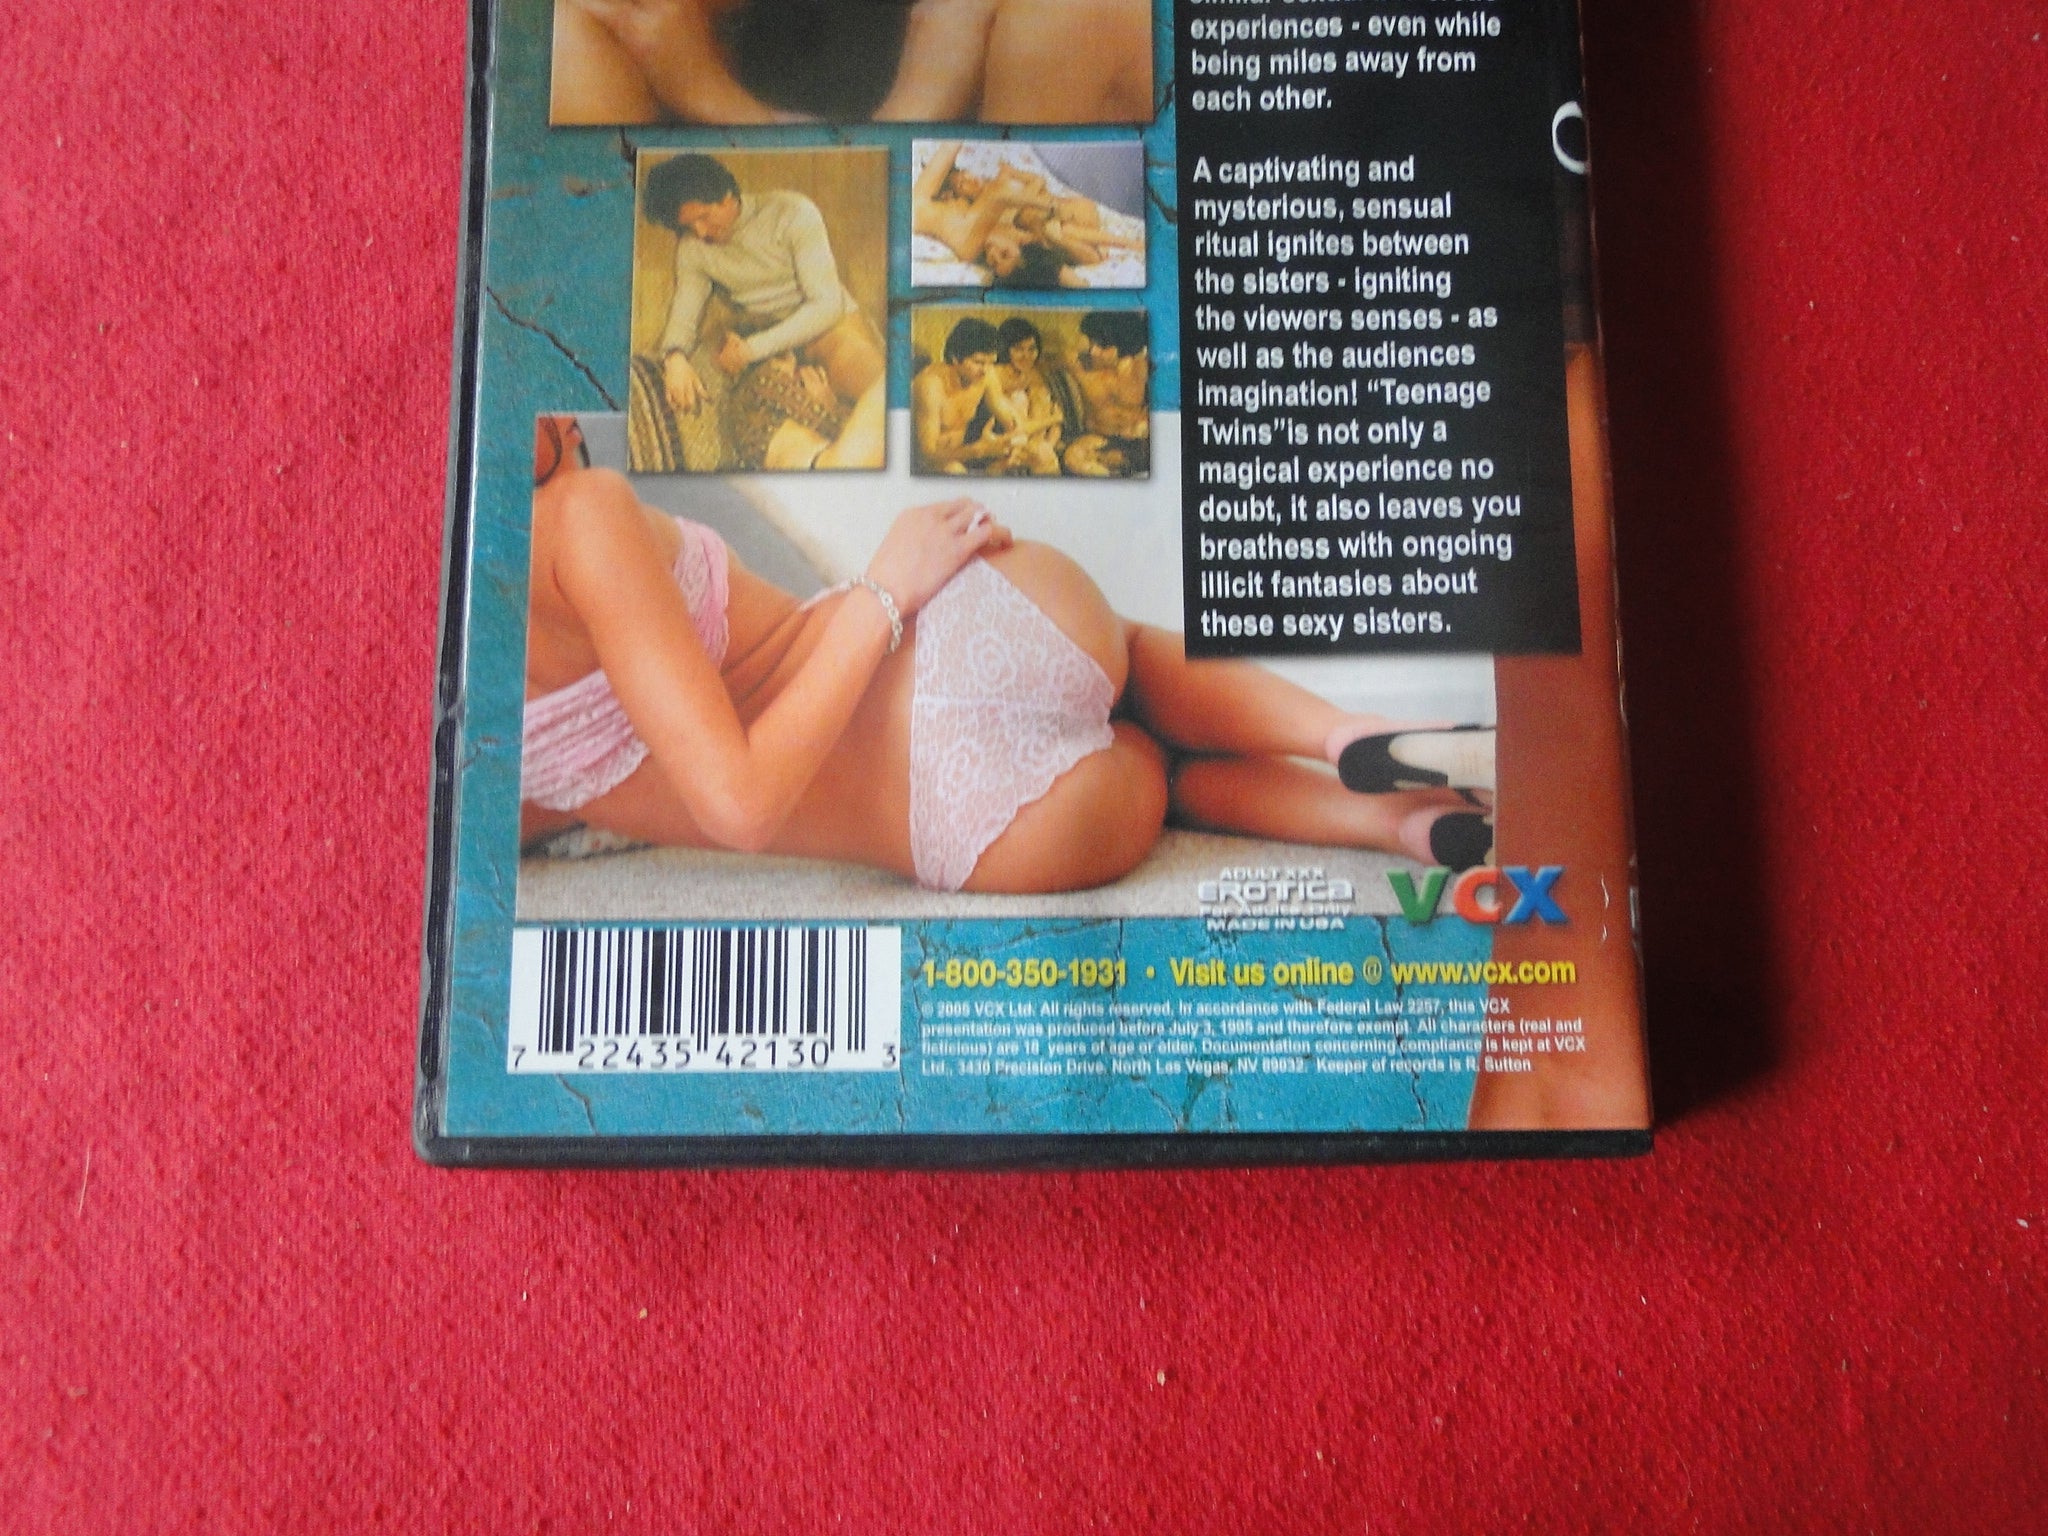 experiences - even while
being miles away from
each other.
A captivating and
mysterious, sensual
ritual ignites between
the sisters - igniting
the viewers senses - as
well as the audiences
imagination! “Teenage
Twins”is not only a
magical experience no
doubt, it also leaves you
breathess with ongoing
illicit fantasies about
these sexy sisters.
ADULT XXX
EROTICA
For Adults Only
MADE IN USA
VCX
7 22435 42130 3
1-800-350-1931 • Visit us online @ www.vcx.com
© 2005 VCX Ltd. All rights reserved. In accordance with Federal Law 2257, this VCX
presentation was produced before July 3, 1995 and therefore exempt. All characters (real and
ficticious) are 18 years of age or older. Documentation concerning compliance is kept at VCX
Ltd., 3430 Precision Drive, North Las Vegas, NV 89032. Keeper of records is R. Sutton